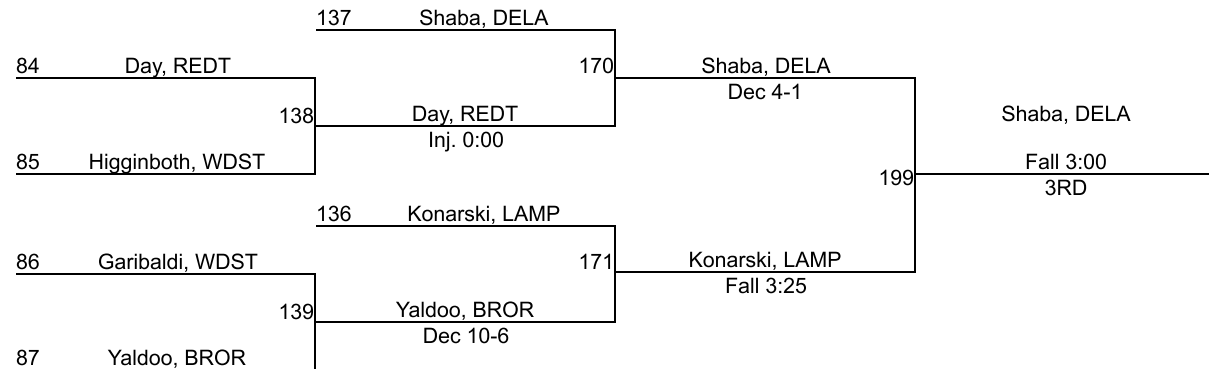 137 Shaba, DELA
84 Day, REDT
170 Shaba, DELA
Dec 4-1
138 Day, REDT
Inj. 0:00
Shaba, DELA
85 Higginboth, WDST
Fall 3:00
199
3RD
136 Konarski, LAMP
86 Garibaldi, WDST
171 Konarski, LAMP
Fall 3:25
139 Yaldoo, BROR
Dec 10-6
87 Yaldoo, BROR